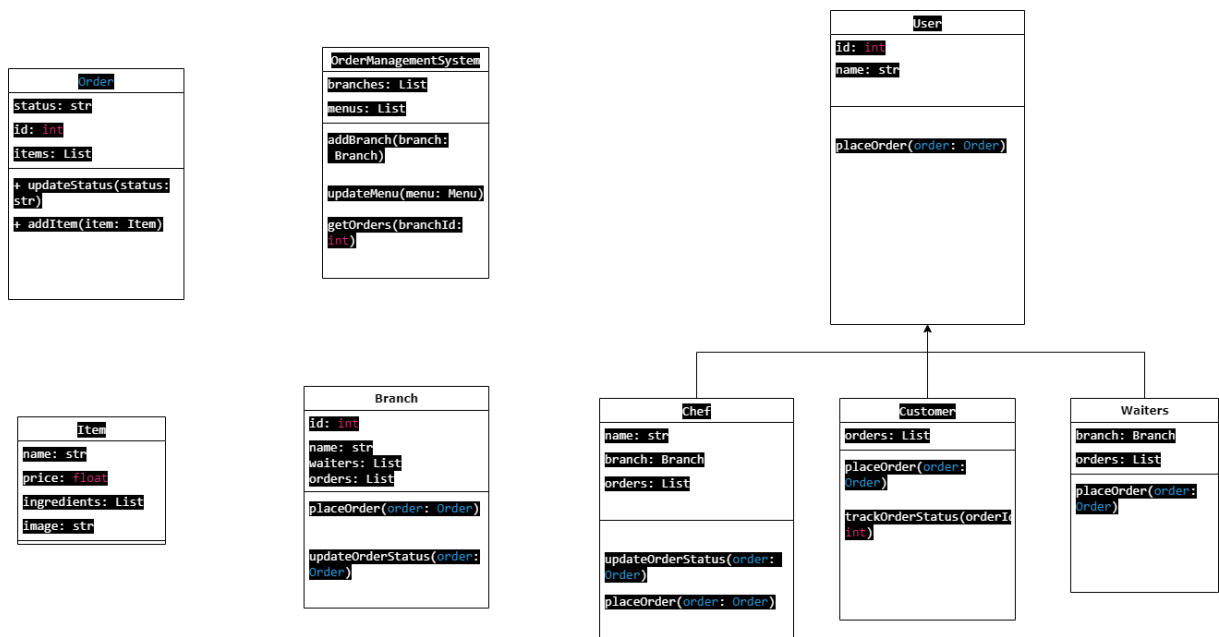 Order
status: str
id: int
items: List
+ updateStatus(status:
str)
+ addItem(item: Item)
OrderManagementSystem
branches: List
menus: List
addBranch(branch:
Branch)
updateMenu(menu: Menu)
getOrders(branchId:
int)
User
id: int
name: str
placeOrder(order: Order)
Item
name: str
price: float
ingredients: List
image: str
Branch
id: int
name: str
waiters: List
orders: List
placeOrder(order: Order)
updateOrderStatus(order:
Order)
Chef
name: str
branch: Branch
orders: List
updateOrderStatus(order:
Order)
placeOrder(order: Order)
Customer
orders: List
placeOrder(order:
Order)
trackOrderStatus(orderId
int)
Waiters
branch: Branch
orders: List
placeOrder(order:
Order)